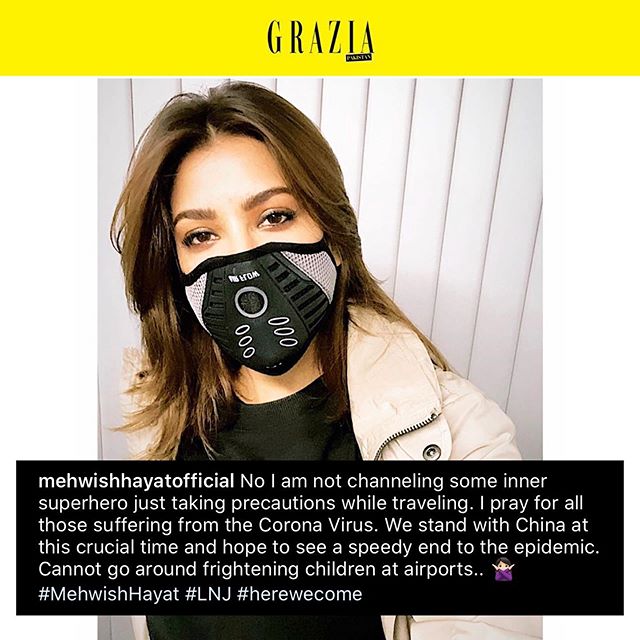 GRAZIA
PAKISTAN
mehwishhayatofficial No I am not channeling some inner
superhero just taking precautions while traveling. I pray for all
those suffering from the Corona Virus. We stand with China at
this crucial time and hope to see a speedy end to the epidemic.
Cannot go around frightening children at airports.. 🤷🏻‍♀️
#MehwishHayat #LNJ #herewecome